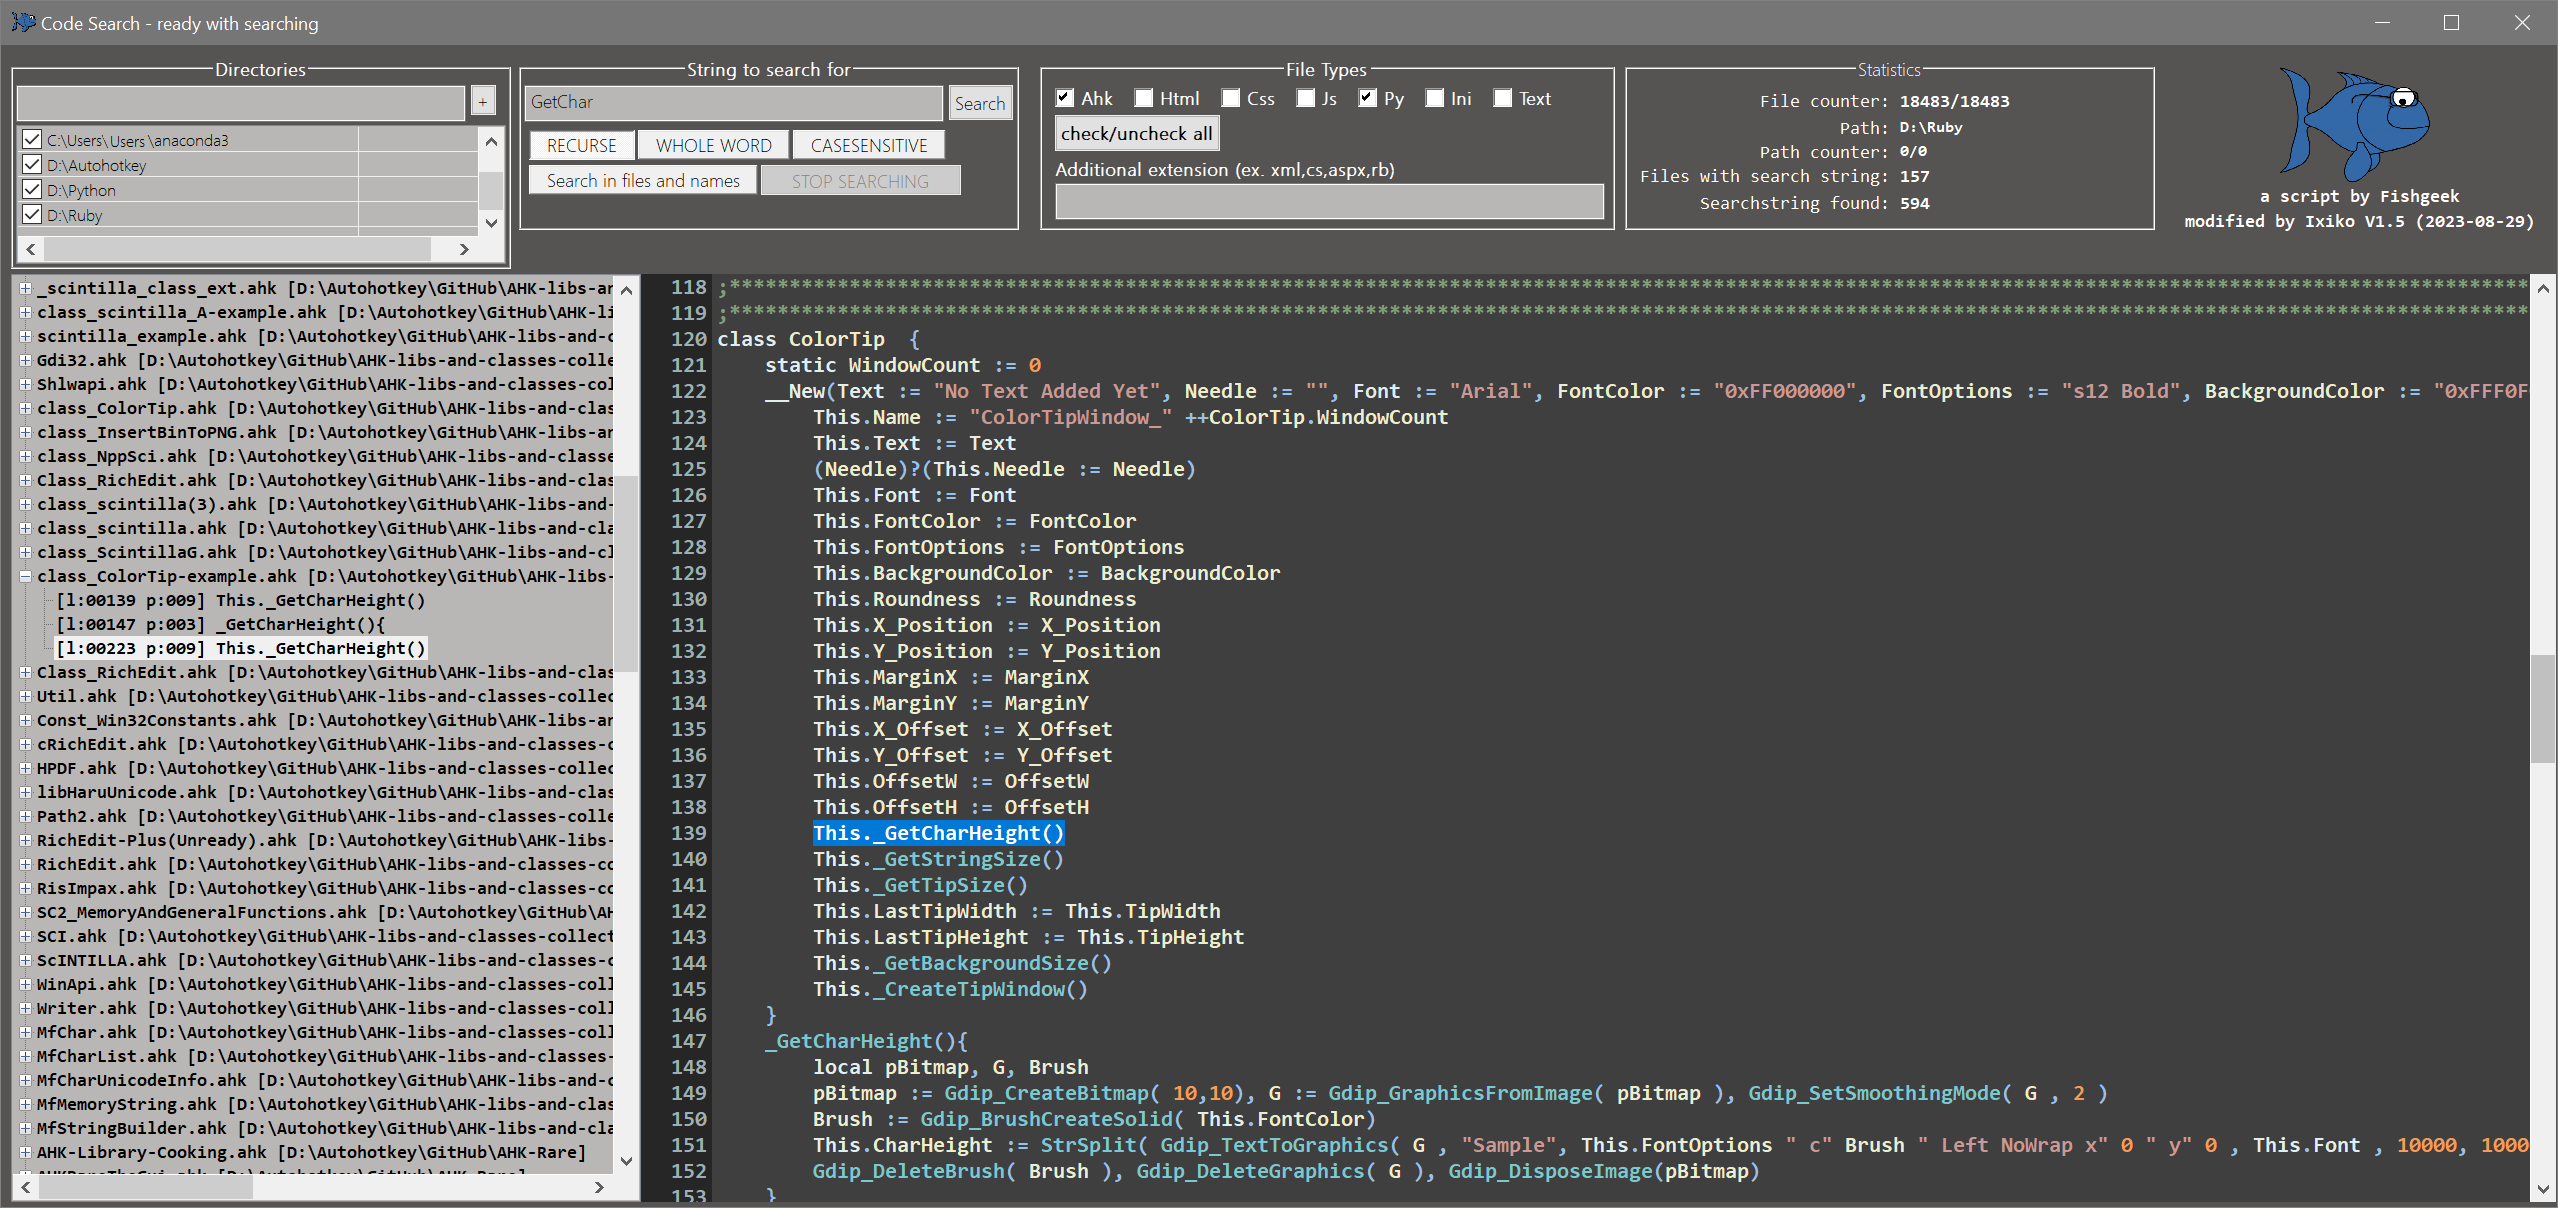 Code Search - ready with searching
Directories
+
C:\Users\Users\anaconda3
D:\Autohotkey
D:\Python
D:\Ruby
String to search for
GetChar
Search
RECURSE
WHOLE WORD
CASESENSITIVE
Search in files and names
STOP SEARCHING
File Types
Ahk Html Css Js Py Ini Text
check/uncheck all
Additional extension (ex. xml,cs,aspx,rb)
Statistics
File counter: 18483/18483
Path: D:\Ruby
Path counter: 0/0
Files with search string: 157
Searchstring found: 594
a script by Fishgeek
modified by Ixiko V1.5 (2023-08-29)
_scintilla_class_ext.ahk [D:\Autohotkey\GitHub\AHK-libs-an
class_scintilla_A-example.ahk [D:\Autohotkey\GitHub\AHK-li
scintilla_example.ahk [D:\Autohotkey\GitHub\AHK-libs-and-c
Gdi32.ahk [D:\Autohotkey\GitHub\AHK-libs-and-classes-colle
Shlwapi.ahk [D:\Autohotkey\GitHub\AHK-libs-and-classes-col
class_ColorTip.ahk [D:\Autohotkey\GitHub\AHK-libs-and-clas
class_InsertBinToPNG.ahk [D:\Autohotkey\GitHub\AHK-libs-an
class_NppSci.ahk [D:\Autohotkey\GitHub\AHK-libs-and-classe
Class_RichEdit.ahk [D:\Autohotkey\GitHub\AHK-libs-and-clas
class_scintilla(3).ahk [D:\Autohotkey\GitHub\AHK-libs-and-
class_scintilla.ahk [D:\Autohotkey\GitHub\AHK-libs-and-cla
class_ScintillaG.ahk [D:\Autohotkey\GitHub\AHK-libs-and-cl
class_ColorTip-example.ahk [D:\Autohotkey\GitHub\AHK-libs-
[l:00139 p:009] This._GetCharHeight()
[l:00147 p:003] _GetCharHeight(){
[l:00223 p:009] This._GetCharHeight()
Class_RichEdit.ahk [D:\Autohotkey\GitHub\AHK-libs-and-clas
Util.ahk [D:\Autohotkey\GitHub\AHK-libs-and-classes-collec
Const_Win32Constants.ahk [D:\Autohotkey\GitHub\AHK-libs-an
cRichEdit.ahk [D:\Autohotkey\GitHub\AHK-libs-and-classes-c
HPDF.ahk [D:\Autohotkey\GitHub\AHK-libs-and-classes-collec
libHaruUnicode.ahk [D:\Autohotkey\GitHub\AHK-libs-and-clas
Path2.ahk [D:\Autohotkey\GitHub\AHK-libs-and-classes-colle
RichEdit-Plus(Unready).ahk [D:\Autohotkey\GitHub\AHK-libs-
RichEdit.ahk [D:\Autohotkey\GitHub\AHK-libs-and-classes-co
RisImpax.ahk [D:\Autohotkey\GitHub\AHK-libs-and-classes-co
SC2_MemoryAndGeneralFunctions.ahk [D:\Autohotkey\GitHub\AH
SCI.ahk [D:\Autohotkey\GitHub\AHK-libs-and-classes-collect
ScINTILLA.ahk [D:\Autohotkey\GitHub\AHK-libs-and-classes-c
WinApi.ahk [D:\Autohotkey\GitHub\AHK-libs-and-classes-coll
Writer.ahk [D:\Autohotkey\GitHub\AHK-libs-and-classes-coll
MfChar.ahk [D:\Autohotkey\GitHub\AHK-libs-and-classes-coll
MfCharList.ahk [D:\Autohotkey\GitHub\AHK-libs-and-classes-
MfCharUnicodeInfo.ahk [D:\Autohotkey\GitHub\AHK-libs-and-c
MfMemoryString.ahk [D:\Autohotkey\GitHub\AHK-libs-and-clas
MfStringBuilder.ahk [D:\Autohotkey\GitHub\AHK-libs-and-cla
AHK-Library-Cooking.ahk [D:\Autohotkey\GitHub\AHK-Rare]
118 ;******************************************************************************************************************************************************
119 ;******************************************************************************************************************************************************
120 class ColorTip {
121 static WindowCount := 0
122 __New(Text := "No Text Added Yet", Needle := "", Font := "Arial", FontColor := "0xFF000000", FontOptions := "s12 Bold", BackgroundColor := "0xFFF0F
123 This.Name := "ColorTipWindow_" ++ColorTip.WindowCount
124 This.Text := Text
125 (Needle)?(This.Needle := Needle)
126 This.Font := Font
127 This.FontColor := FontColor
128 This.FontOptions := FontOptions
129 This.BackgroundColor := BackgroundColor
130 This.Roundness := Roundness
131 This.X_Position := X_Position
132 This.Y_Position := Y_Position
133 This.MarginX := MarginX
134 This.MarginY := MarginY
135 This.X_Offset := X_Offset
136 This.Y_Offset := Y_Offset
137 This.OffsetW := OffsetW
138 This.OffsetH := OffsetH
139 This._GetCharHeight()
140 This._GetStringSize()
141 This._GetTipSize()
142 This.LastTipWidth := This.TipWidth
143 This.LastTipHeight := This.TipHeight
144 This._GetBackgroundSize()
145 This._CreateTipWindow()
146 }
147 _GetCharHeight(){
148 local pBitmap, G, Brush
149 pBitmap := Gdip_CreateBitmap( 10,10), G := Gdip_GraphicsFromImage( pBitmap ), Gdip_SetSmoothingMode( G , 2 )
150 Brush := Gdip_BrushCreateSolid( This.FontColor)
151 This.CharHeight := StrSplit( Gdip_TextToGraphics( G , "Sample", This.FontOptions " c" Brush " Left NoWrap x" 0 " y" 0 , This.Font , 10000, 1000
152 Gdip_DeleteBrush( Brush ), Gdip_DeleteGraphics( G ), Gdip_DisposeImage(pBitmap)
153 }